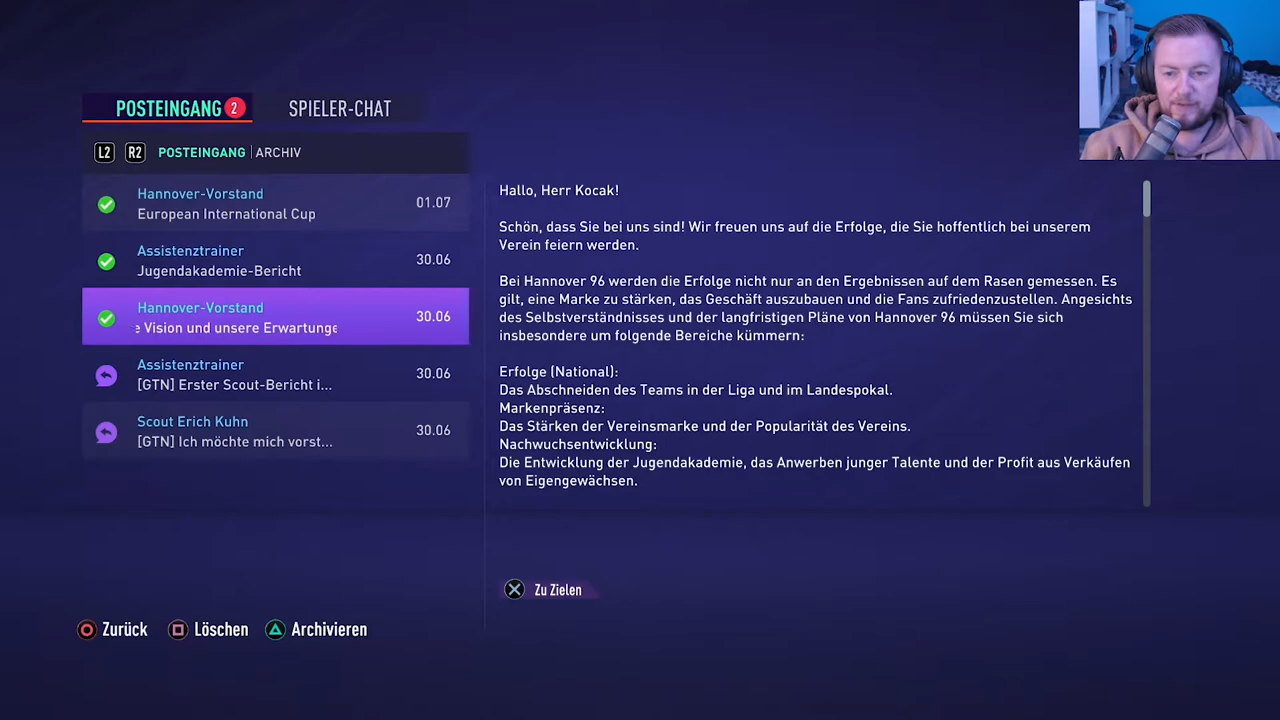 POSTEINGANG 2 SPIELER-CHAT
L2 R2 POSTEINGANG | ARCHIV
Hannover-Vorstand
European International Cup
01.07
Assistenztrainer
Jugendakademie-Bericht
30.06
Hannover-Vorstand
e Vision und unsere Erwartunge
30.06
Assistenztrainer
[GTN] Erster Scout-Bericht i...
30.06
Scout Erich Kuhn
[GTN] Ich möchte mich vorst...
30.06
Hallo, Herr Kocak!
Schön, dass Sie bei uns sind! Wir freuen uns auf die Erfolge, die Sie hoffentlich bei unserem
Verein feiern werden.
Bei Hannover 96 werden die Erfolge nicht nur an den Ergebnissen auf dem Rasen gemessen. Es
gilt, eine Marke zu stärken, das Geschäft auszubauen und die Fans zufriedenzustellen. Angesichts
des Selbstverständnisses und der langfristigen Pläne von Hannover 96 müssen Sie sich
insbesondere um folgende Bereiche kümmern:
Erfolge (National):
Das Abschneiden des Teams in der Liga und im Landespokal.
Markenpräsenz:
Das Stärken der Vereinsmarke und der Popularität des Vereins.
Nachwuchsentwicklung:
Die Entwicklung der Jugendakademie, das Anwerben junger Talente und der Profit aus Verkäufen
von Eigengewächsen.
Zu Zielen
Zurück Löschen Archivieren